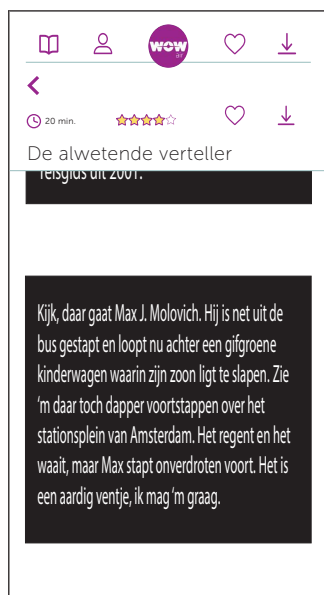 wow
20 min.
De alwetende verteller
reisgids uit 2001.
Kijk, daar gaat Max J. Molovich. Hij is net uit de
bus gestapt en loopt nu achter een gifgroene
kinderwagen waarin zijn zoon ligt te slapen. Zie
‘m daar toch dapper voortstappen over het
stationsplein van Amsterdam. Het regent en het
waait, maar Max stapt onverdroten voort. Het is
een aardig ventje, ik mag ‘m graag.